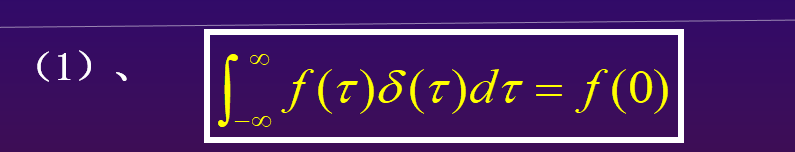 （1）、 ∫_{-∞}^{∞} f(τ)δ(τ)dτ = f(0)